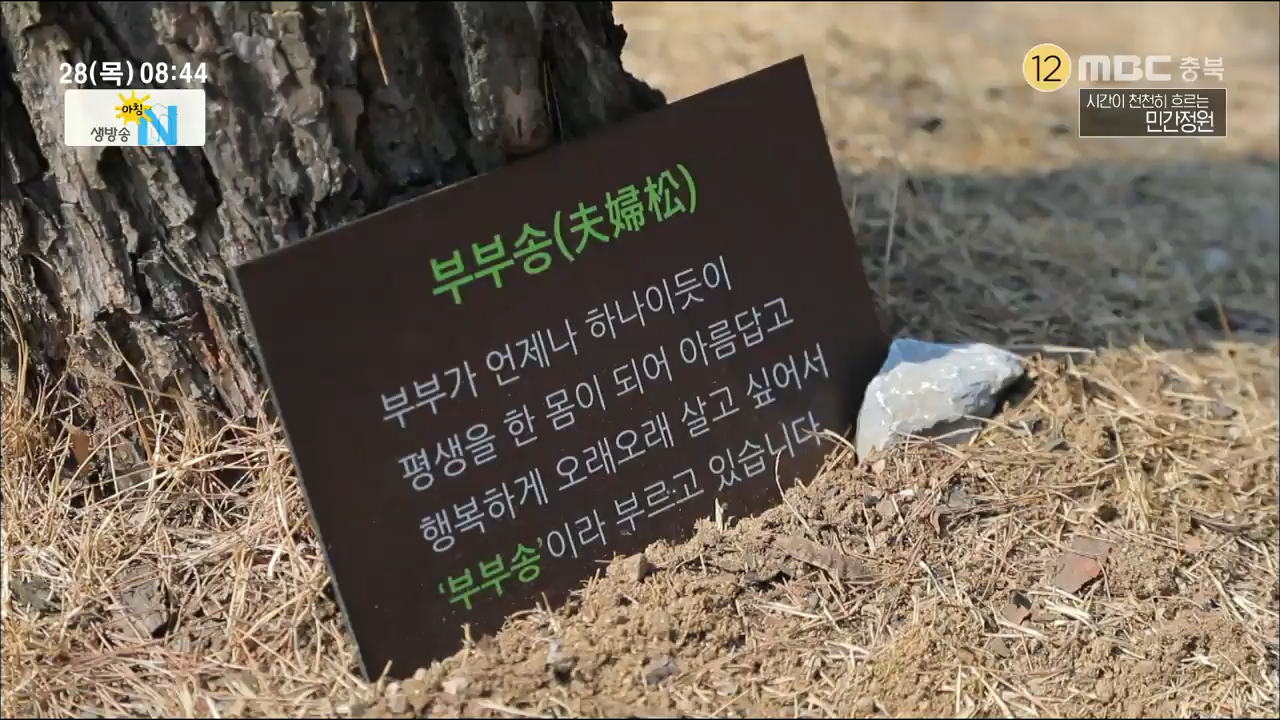 28(목) 08:44
아침
생방송 N
12 MBC 충북
시간이 천천히 흐르는
민간정원
부부송(夫婦松)
부부가 언제나 하나이듯이
평생을 한 몸이 되어 아름답고
행복하게 오래오래 살고 싶어서
‘부부송’이라 부르고 있습니다